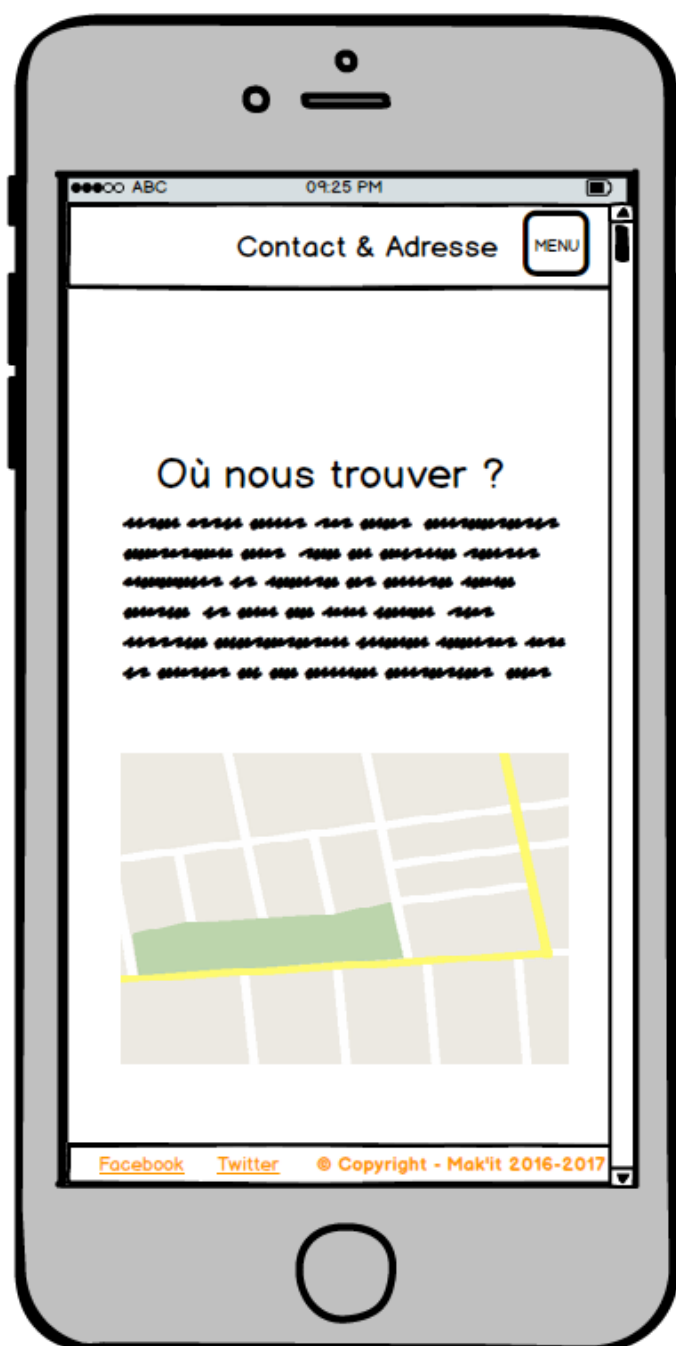 ABC 09:25 PM
Contact & Adresse MENU
Où nous trouver ?
Facebook Twitter © Copyright - Mak'it 2016-2017